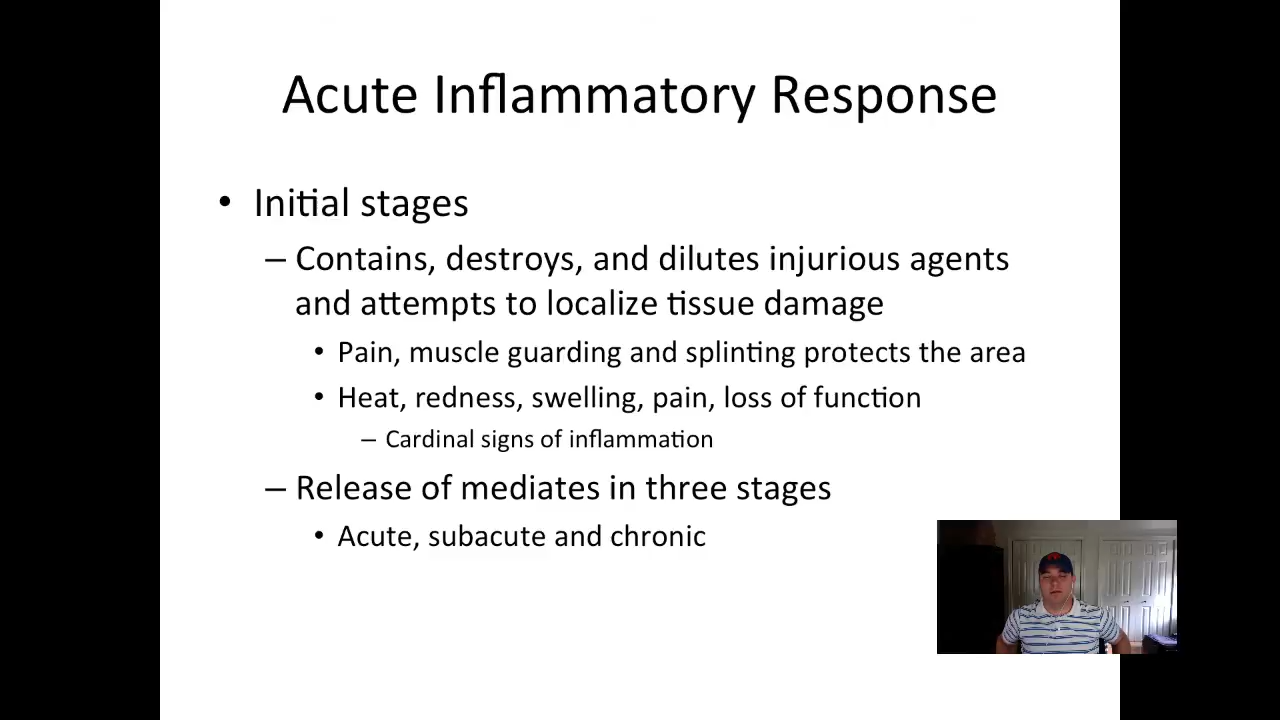 Acute Inflammatory Response
• Initial stages
– Contains, destroys, and dilutes injurious agents
and attempts to localize tissue damage
• Pain, muscle guarding and splinting protects the area
• Heat, redness, swelling, pain, loss of function
– Cardinal signs of inflammation
– Release of mediates in three stages
• Acute, subacute and chronic